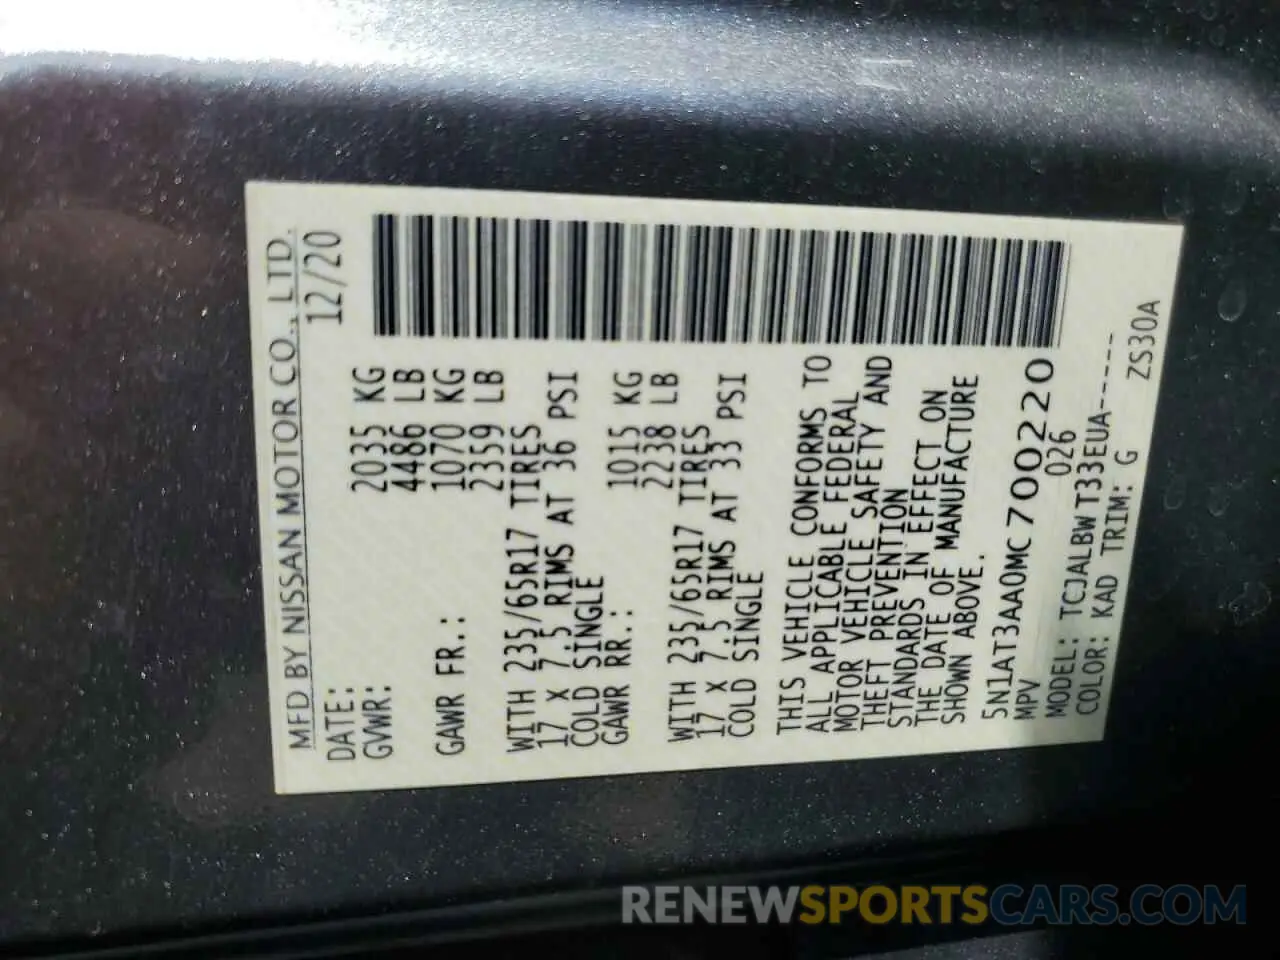 MFD BY NISSAN MOTOR CO., LTD.
DATE: 12/20
GVWR: 2035 KG
4486 LB
GAWR FR.: 1070 KG
2359 LB
WITH 235/65R17 TIRES
17 X 7.5 RIMS AT 36 PSI
COLD SINGLE
GAWR RR.: 1015 KG
2238 LB
WITH 235/65R17 TIRES
17 X 7.5 RIMS AT 33 PSI
COLD SINGLE
THIS VEHICLE CONFORMS TO
ALL APPLICABLE FEDERAL
MOTOR VEHICLE SAFETY AND
THEFT PREVENTION
STANDARDS IN EFFECT ON
THE DATE OF MANUFACTURE
SHOWN ABOVE.
5N1AT3AA0MC700220
MPV 026
MODEL: TCJALBWT33EUA-----
COLOR: KAD TRIM: G ZS30A
RENEWSPORTSCARS.COM